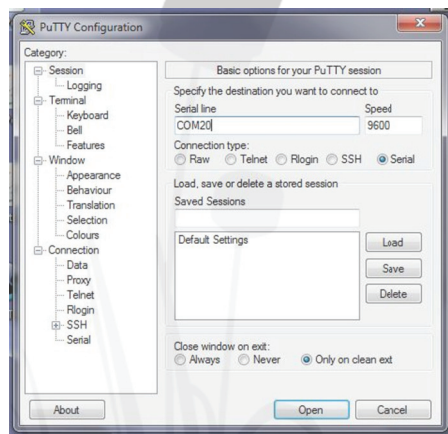 PuTTY Configuration
Category:
Session
Logging
Terminal
Keyboard
Bell
Features
Window
Appearance
Behaviour
Translation
Selection
Colours
Connection
Data
Proxy
Telnet
Rlogin
SSH
Serial
Basic options for your PuTTY session
Specify the destination you want to connect to
Serial line Speed
COM20 9600
Connection type:
Raw Telnet Rlogin SSH Serial
Load, save or delete a stored session
Saved Sessions
Default Settings
Load
Save
Delete
Close window on exit:
Always Never Only on clean ext
About Open Cancel